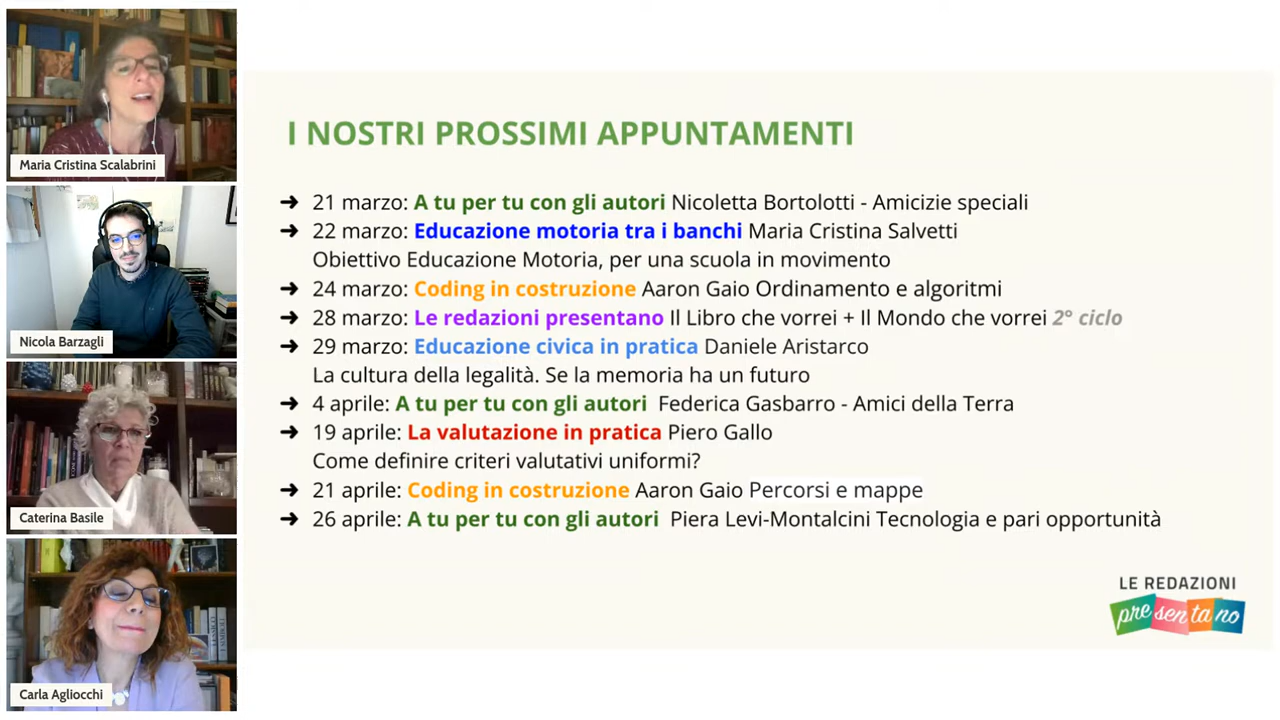 Maria Cristina Scalabrini
Nicola Barzagli
Caterina Basile
Carla Agliocchi
I NOSTRI PROSSIMI APPUNTAMENTI
➔ 21 marzo: A tu per tu con gli autori Nicoletta Bortolotti - Amicizie speciali
➔ 22 marzo: Educazione motoria tra i banchi Maria Cristina Salvetti
Obiettivo Educazione Motoria, per una scuola in movimento
➔ 24 marzo: Coding in costruzione Aaron Gaio Ordinamento e algoritmi
➔ 28 marzo: Le redazioni presentano Il Libro che vorrei + Il Mondo che vorrei 2° ciclo
➔ 29 marzo: Educazione civica in pratica Daniele Aristarco
La cultura della legalità. Se la memoria ha un futuro
➔ 4 aprile: A tu per tu con gli autori Federica Gasbarro - Amici della Terra
➔ 19 aprile: La valutazione in pratica Piero Gallo
Come definire criteri valutativi uniformi?
➔ 21 aprile: Coding in costruzione Aaron Gaio Percorsi e mappe
➔ 26 aprile: A tu per tu con gli autori Piera Levi-Montalcini Tecnologia e pari opportunità
LE REDAZIONI
presentano